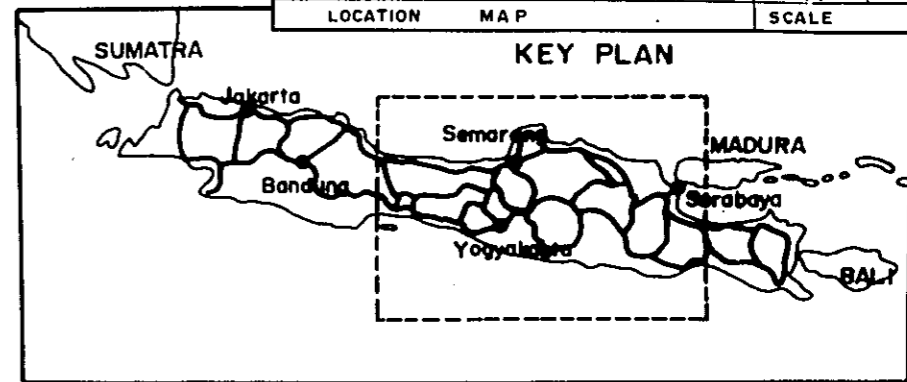 LOCATION MAP SCALE
KEY PLAN
SUMATRA
Jakarta
Semarang
MADURA
Bandung
Surabaya
Yogyakarta
BALI